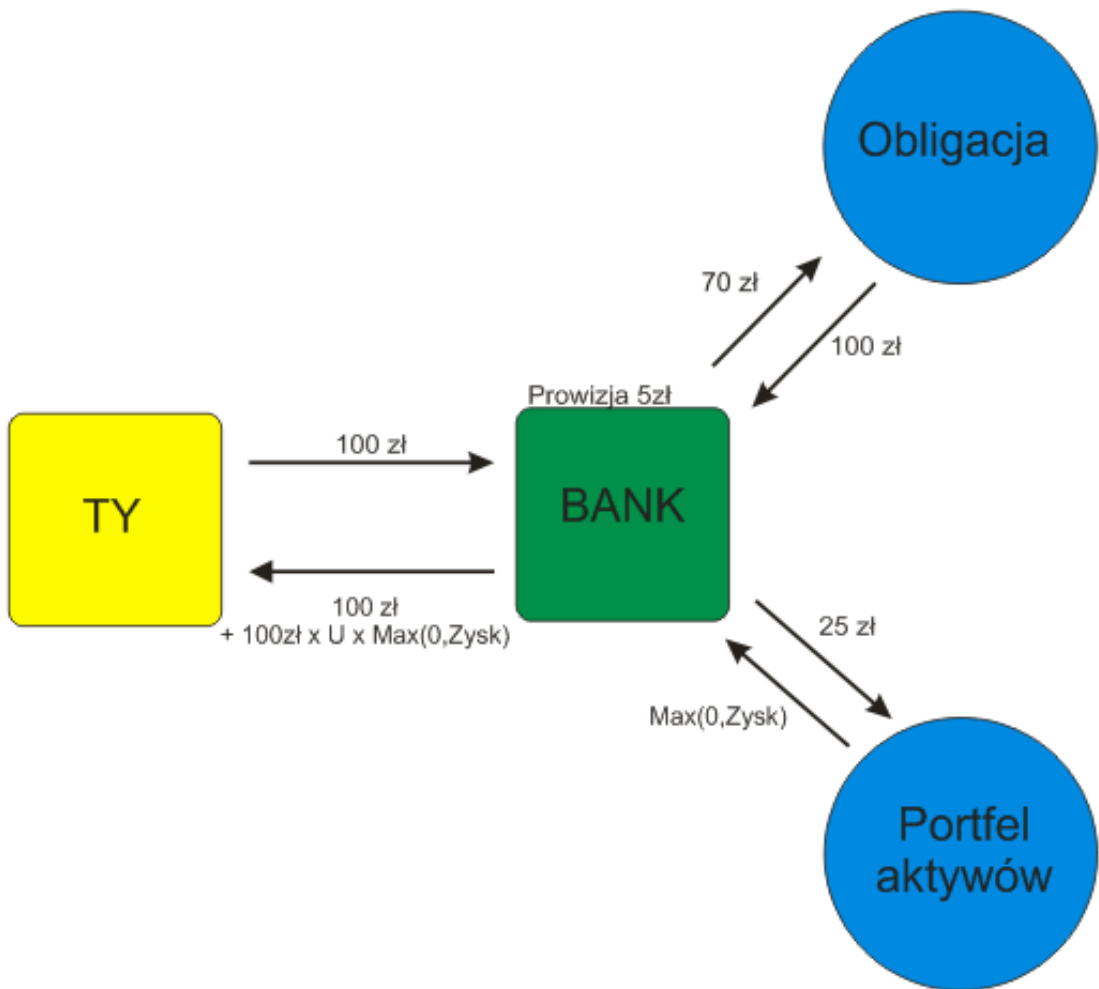 Obligacja
70 zł
100 zł
Prowizja 5zł
100 zł
TY
BANK
100 zł
+ 100zł x U x Max(0,Zysk)
25 zł
Max(0,Zysk)
Portfel
aktywów